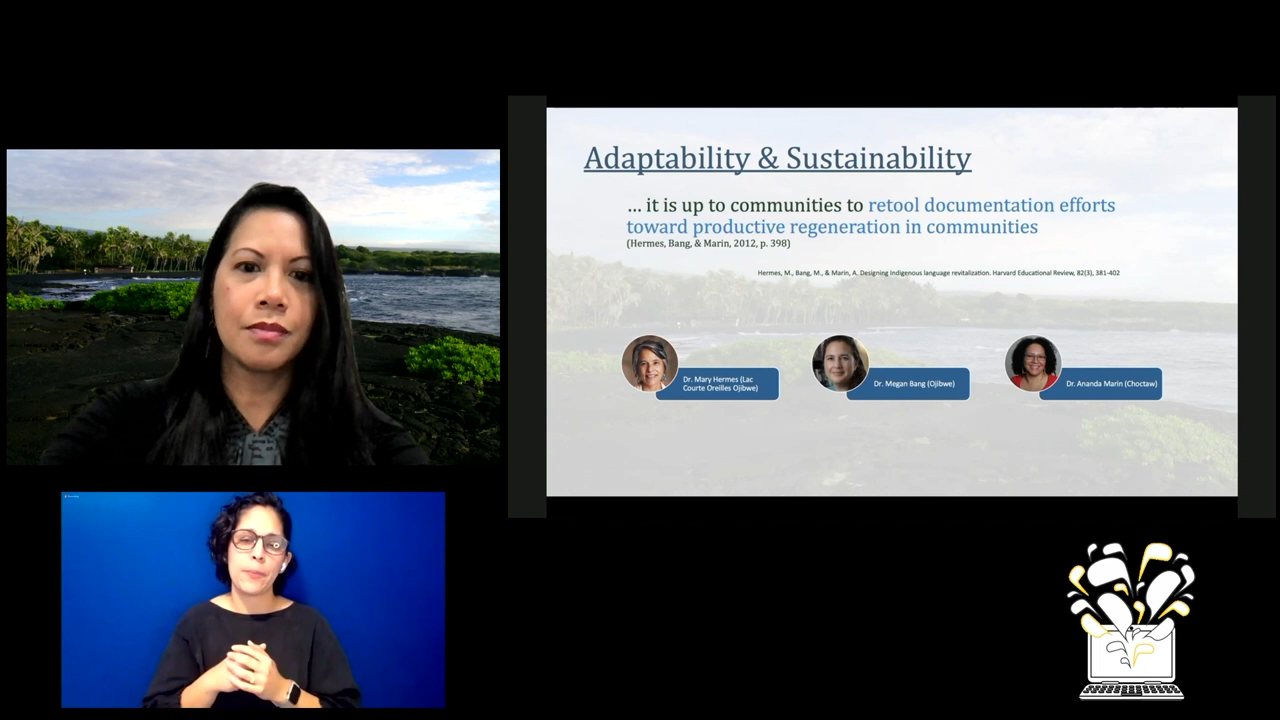 Adaptability & Sustainability
... it is up to communities to retool documentation efforts
toward productive regeneration in communities
(Hermes, Bang, & Marin, 2012, p. 398)
Hermes, M., Bang, M., & Marin, A. Designing Indigenous language revitalization. Harvard Educational Review, 82(3), 381-402
Dr. Mary Hermes (Lac
Courte Oreilles Ojibwe)
Dr. Megan Bang (Ojibwe)
Dr. Ananda Marin (Choctaw)